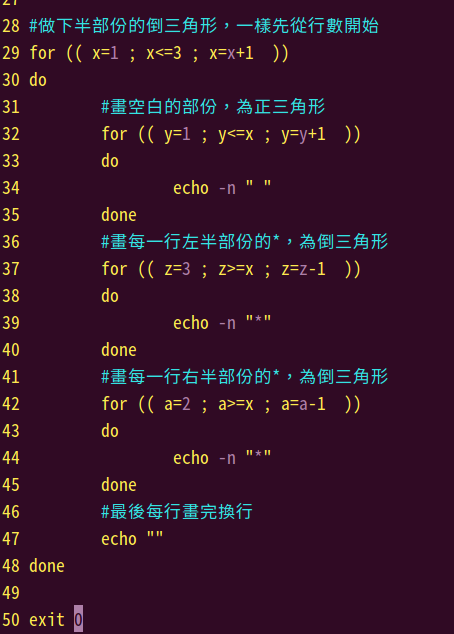 27
28 #做下半部份的倒三角形，一樣先從行數開始
29 for (( x=1 ; x<=3 ; x=x+1  ))
30 do
31         #畫空白的部份，為正三角形
32         for (( y=1 ; y<=x ; y=y+1  ))
33         do
34                 echo -n " "
35         done
36         #畫每一行左半部份的*，為倒三角形
37         for (( z=3 ; z>=x ; z=z-1  ))
38         do
39                 echo -n "*"
40         done
41         #畫每一行右半部份的*，為倒三角形
42         for (( a=2 ; a>=x ; a=a-1  ))
43         do
44                 echo -n "*"
45         done
46         #最後每行畫完換行
47         echo ""
48 done
49
50 exit 0